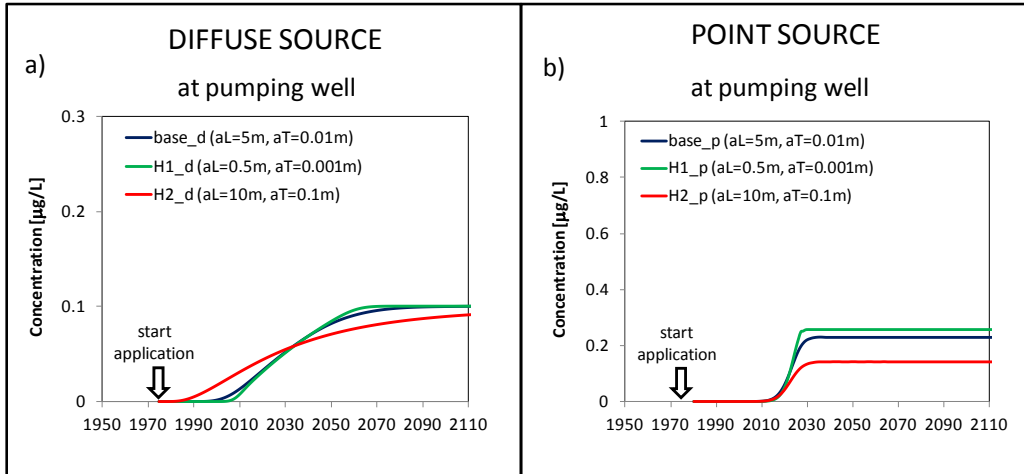 DIFFUSE SOURCE
a)
at pumping well
0.3
base_d (aL=5m, aT=0.01m)
H1_d (aL=0.5m, aT=0.001m)
H2_d (aL=10m, aT=0.1m)
0.2
Concentration [µg/L]
0.1
start
application
0
1950 1970 1990 2010 2030 2050 2070 2090 2110
POINT SOURCE
b)
at pumping well
1
base_p (aL=5m, aT=0.01m)
H1_p (aL=0.5m, aT=0.001m)
H2_p (aL=10m, aT=0.1m)
0.8
0.6
Concentration [µg/L]
0.4
start
application
0.2
0
1950 1970 1990 2010 2030 2050 2070 2090 2110